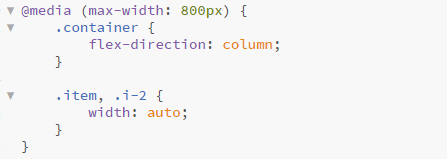 @media (max-width: 800px) {
    .container {
        flex-direction: column;
    }

    .item, .i-2 {
        width: auto;
    }
}